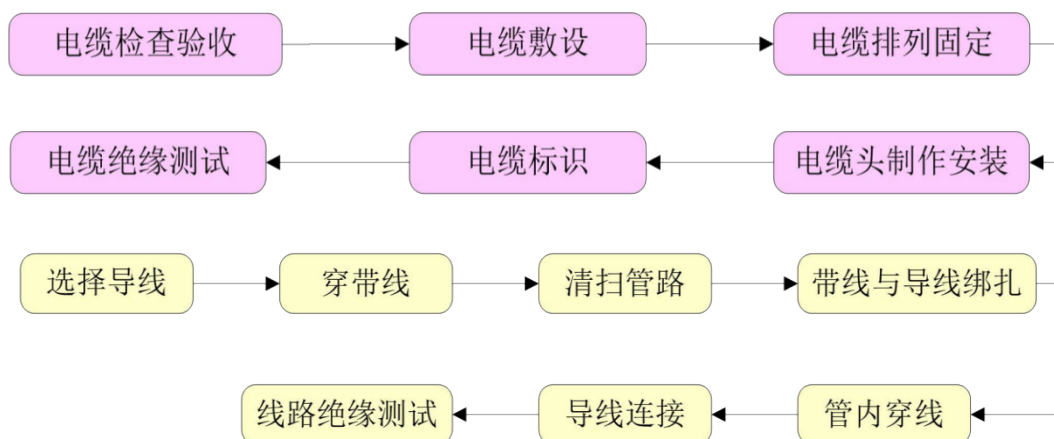 电缆检查验收
电缆敷设
电缆排列固定
电缆头制作安装
电缆标识
电缆绝缘测试
选择导线
穿带线
清扫管路
带线与导线绑扎
管内穿线
导线连接
线路绝缘测试